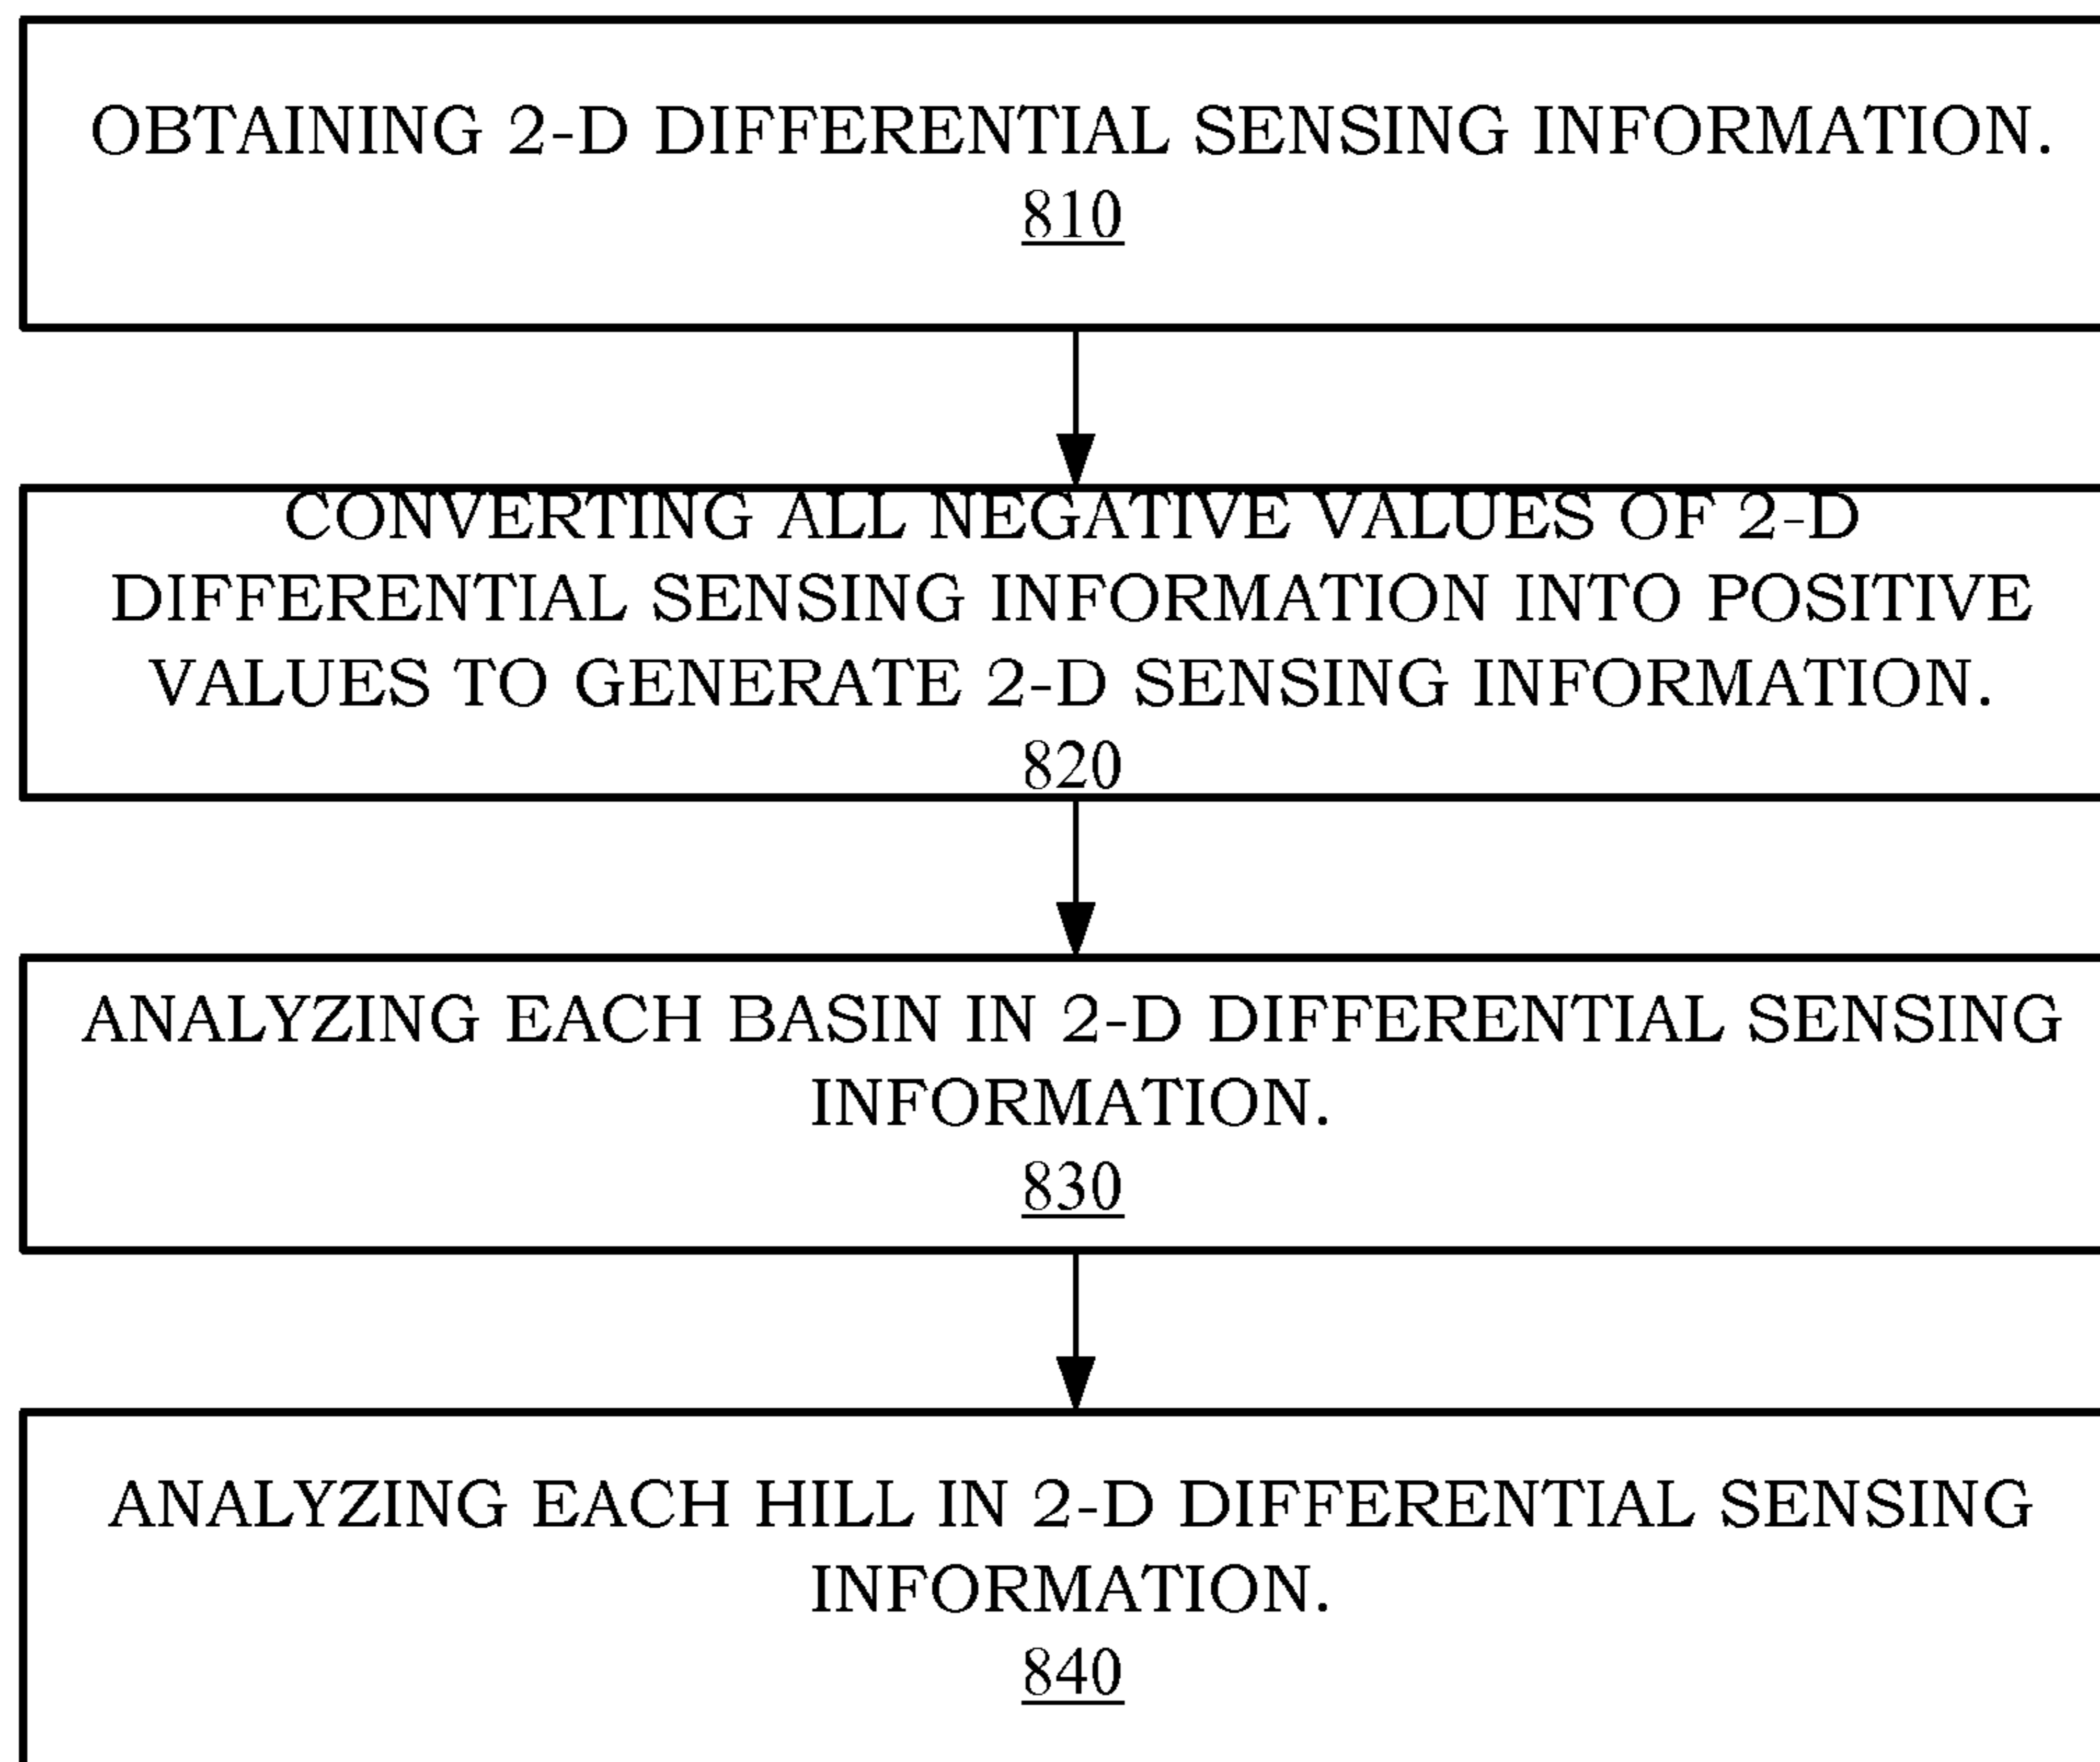 OBTAINING 2-D DIFFERENTIAL SENSING INFORMATION.
810
CONVERTING ALL NEGATIVE VALUES OF 2-D
DIFFERENTIAL SENSING INFORMATION INTO POSITIVE
VALUES TO GENERATE 2-D SENSING INFORMATION.
820
ANALYZING EACH BASIN IN 2-D DIFFERENTIAL SENSING
INFORMATION.
830
ANALYZING EACH HILL IN 2-D DIFFERENTIAL SENSING
INFORMATION.
840